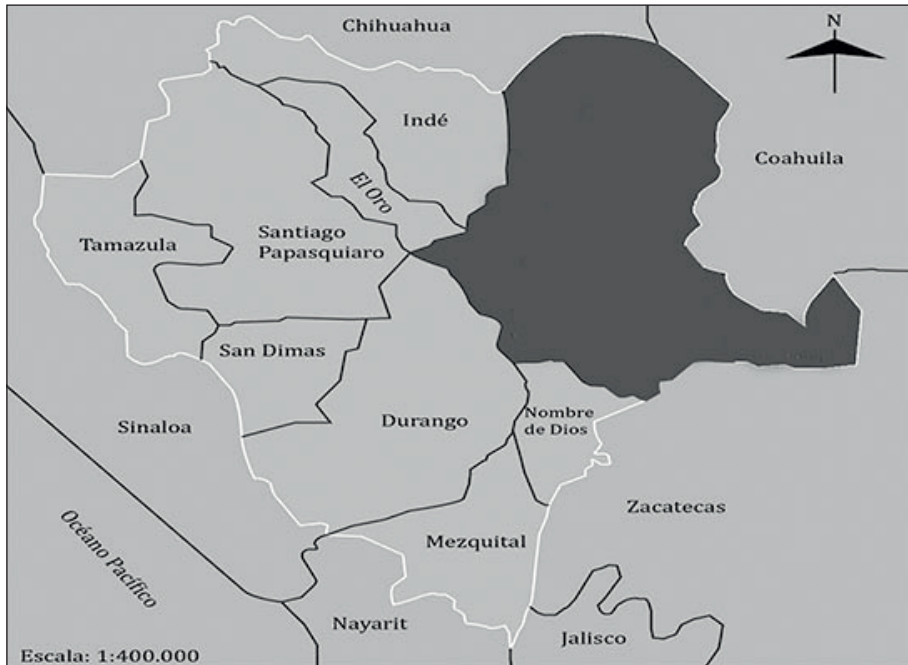 Chihuahua
N
Indé
Coahuila
El Oro
Tamazula
Santiago
Papasquiaro
San Dimas
Sinaloa
Durango
Nombre
de Dios
Zacatecas
Océano Pacífico
Mezquital
Nayarit
Jalisco
Escala: 1:400.000